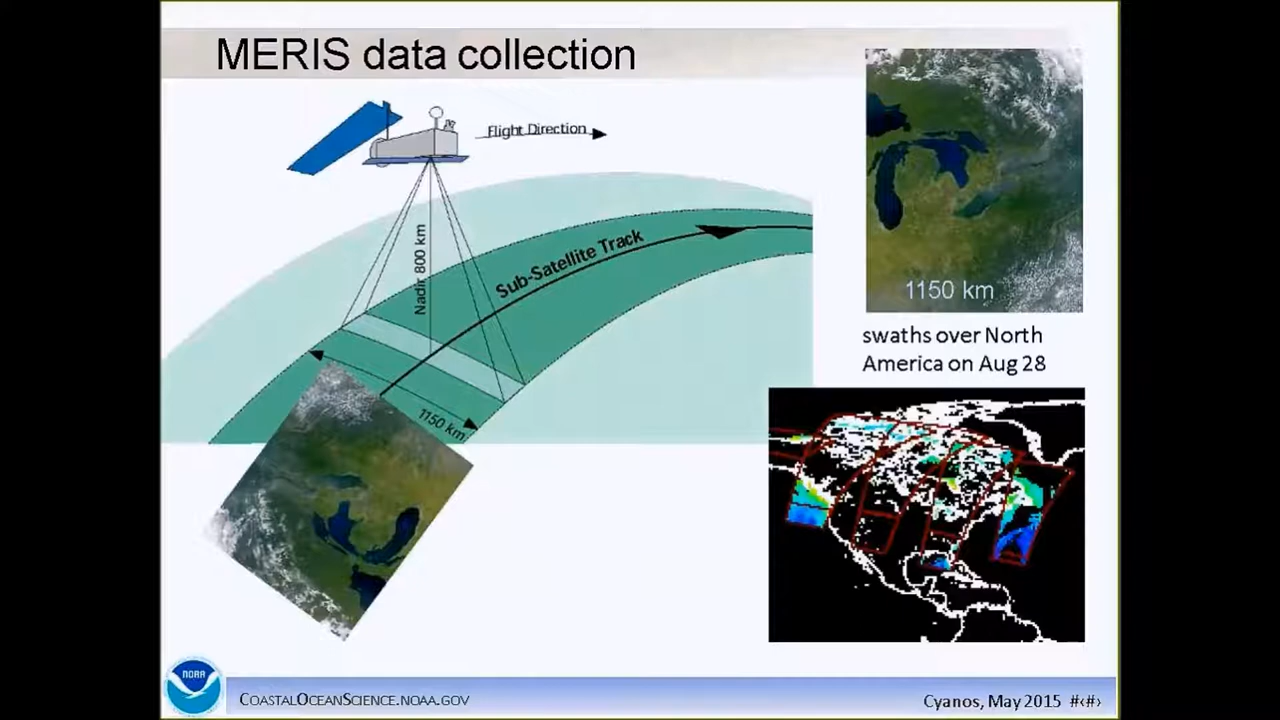 MERIS data collection
Flight Direction
Nadir 800 km
Sub-Satellite Track
1150 km
1150 km
swaths over North
America on Aug 28
NOAA
COASTALOCEANSCIENCE.NOAA.GOV
Cyanos, May 2015 #‹#›